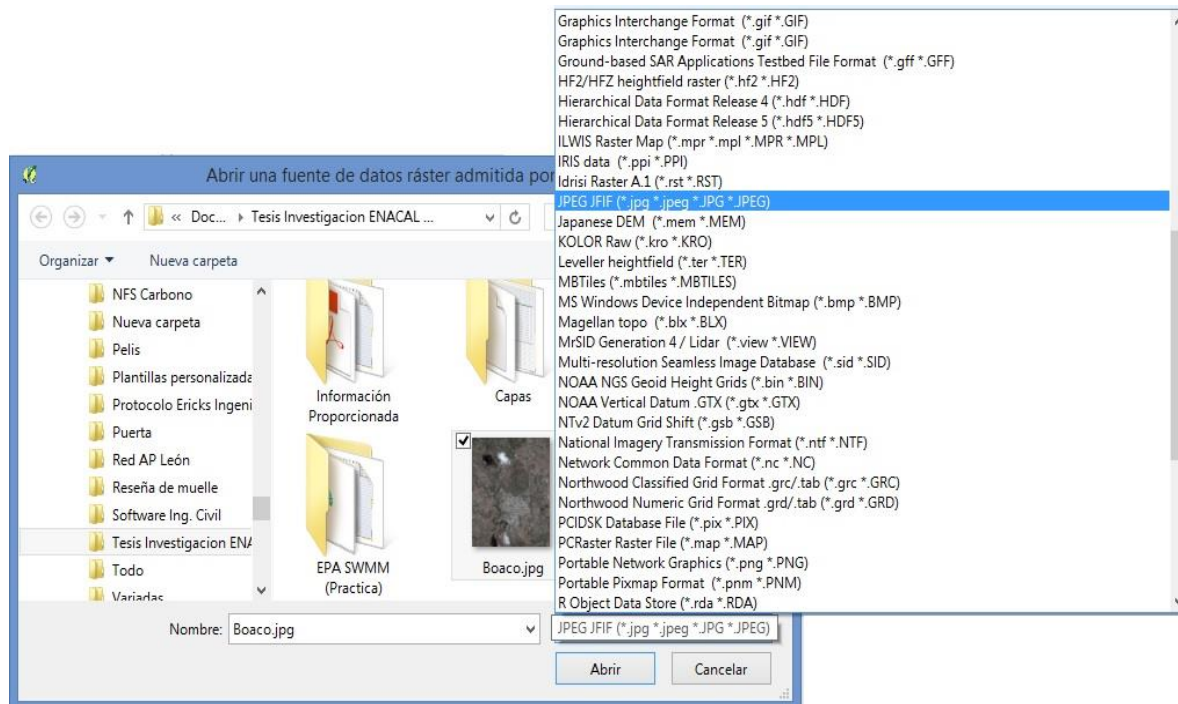 Graphics Interchange Format (*.gif *.GIF)
Graphics Interchange Format (*.gif *.GIF)
Ground-based SAR Applications Testbed File Format (*.gff *.GFF)
HF2/HFZ heightfield raster (*.hf2 *.HF2)
Hierarchical Data Format Release 4 (*.hdf *.HDF)
Hierarchical Data Format Release 5 (*.hdf5 *.HDF5)
ILWIS Raster Map (*.mpr *.mpl *.MPR *.MPL)
IRIS data (*.ppi *.PPI)
Idrisi Raster A.1 (*.rst *.RST)
JPEG JFIF (*.jpg *.jpeg *.JPG *.JPEG)
Japanese DEM (*.mem *.MEM)
KOLOR Raw (*.kro *.KRO)
Leveller heightfield (*.ter *.TER)
MBTiles (*.mbtiles *.MBTILES)
MS Windows Device Independent Bitmap (*.bmp *.BMP)
Magellan topo (*.blx *.BLX)
MrSID Generation 4 / Lidar (*.view *.VIEW)
Multi-resolution Seamless Image Database (*.sid *.SID)
NOAA NGS Geoid Height Grids (*.bin *.BIN)
NOAA Vertical Datum .GTX (*.gtx *.GTX)
NTv2 Datum Grid Shift (*.gsb *.GSB)
National Imagery Transmission Format (*.ntf *.NTF)
Network Common Data Format (*.nc *.NC)
Northwood Classified Grid Format .grc/.tab (*.grc *.GRC)
Northwood Numeric Grid Format .grd/.tab (*.grd *.GRD)
PCIDSK Database File (*.pix *.PIX)
PCRaster Raster File (*.map *.MAP)
Portable Network Graphics (*.png *.PNG)
Portable Pixmap Format (*.pnm *.PNM)
R Object Data Store (*.rda *.RDA)
JPEG JFIF (*.jpg *.jpeg *.JPG *.JPEG)
Abrir una fuente de datos ráster admitida por
« Doc... Tesis Investigacion ENACAL ...
Organizar Nueva carpeta
NFS Carbono
Nueva carpeta
Pelis
Plantillas personalizada
Protocolo Ericks Ingeni
Puerta
Red AP León
Reseña de muelle
Software Ing. Civil
Tesis Investigacion ENA
Todo
Variadas
Información
Proporcionada
Capas
EPA SWMM
(Practica)
Boaco.jpg
Nombre: Boaco.jpg
Abrir Cancelar